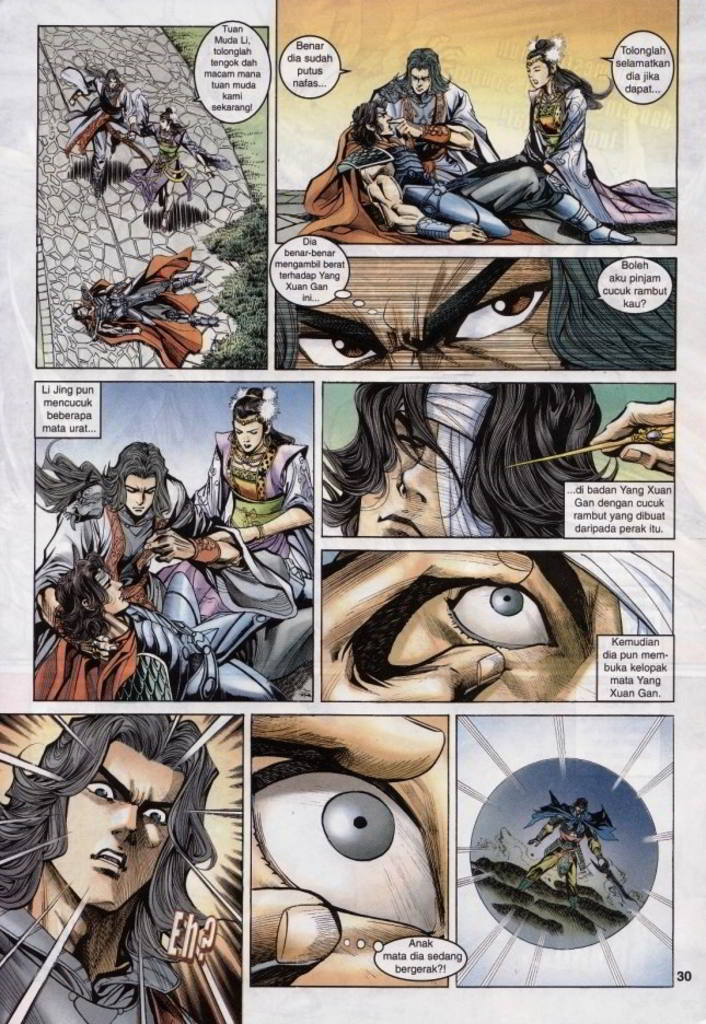 Tuan
Muda Li,
tolonglah
tengok dah
macam mana
tuan muda
kami
sekarang!
Benar
dia sudah
putus
nafas...
Tolonglah
selamatkan
dia jika
dapat...
Dia
benar-benar
mengambil berat
terhadap Yang
Xuan Gan
ini...
Boleh
aku pinjam
cucuk rambut
kau?
Li Jing pun
mencucuk
beberapa
mata urat...
...di badan Yang Xuan
Gan dengan cucuk
rambut yang dibuat
daripada perak itu.
Kemudian
dia pun mem-
buka kelopak
mata Yang
Xuan Gan.
Eh?
Anak
mata dia sedang
bergerak?!
30